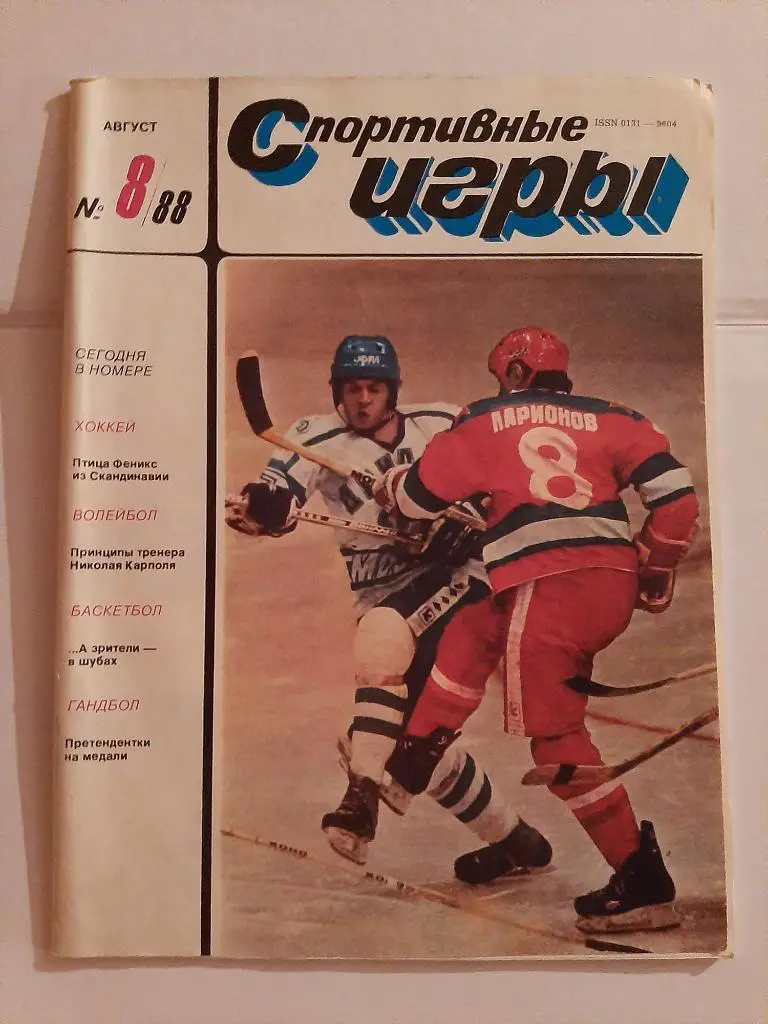 АВГУСТ
№ 8/88
Спортивные
игры
ISSN 0131 — 9604
СЕГОДНЯ
В НОМЕРЕ
ХОККЕЙ
Птица Феникс
из Скандинавии
ВОЛЕЙБОЛ
Принципы тренера
Николая Карполя
БАСКЕТБОЛ
...А зрители —
в шубах
ГАНДБОЛ
Претендентки
на медали
ЛАРИОНОВ
8